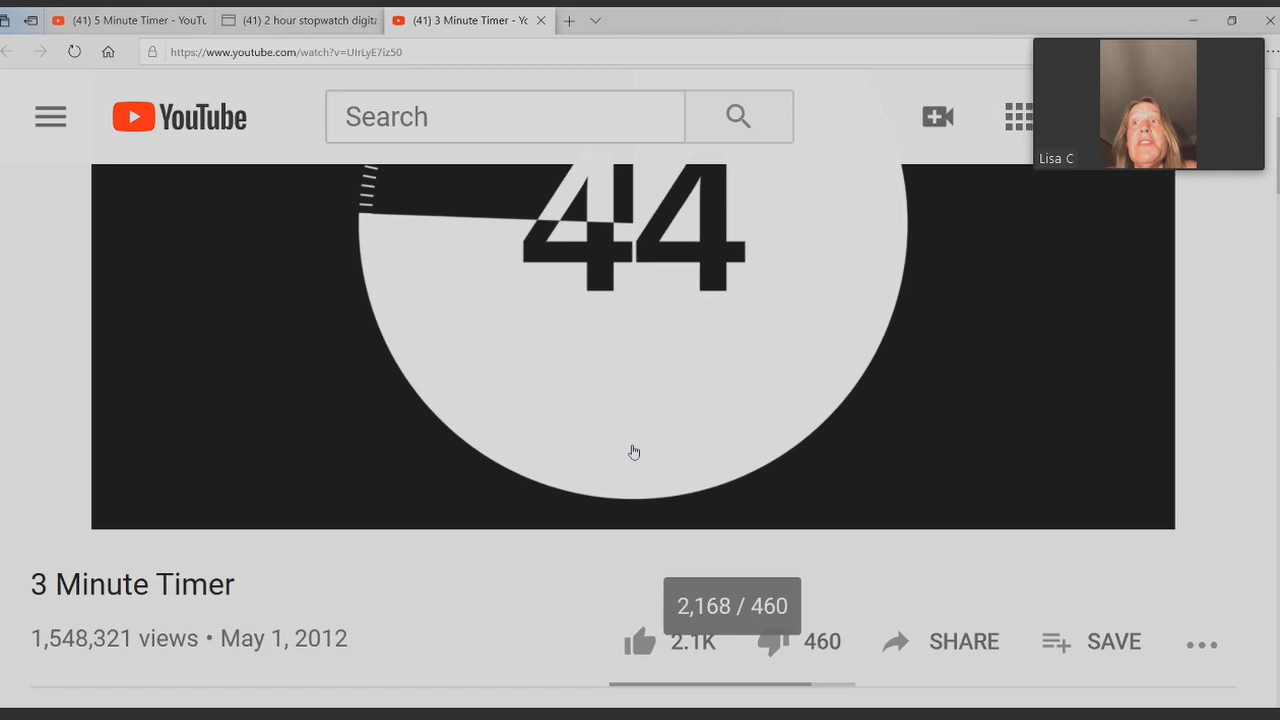 (41) 5 Minute Timer - YouTu
(41) 2 hour stopwatch digita
(41) 3 Minute Timer - Yo
https://www.youtube.com/watch?v=UIrLyE7iz50
YouTube
Search
Lisa C
44
3 Minute Timer
2,168 / 460
1,548,321 views • May 1, 2012
2.1K
460
SHARE
SAVE